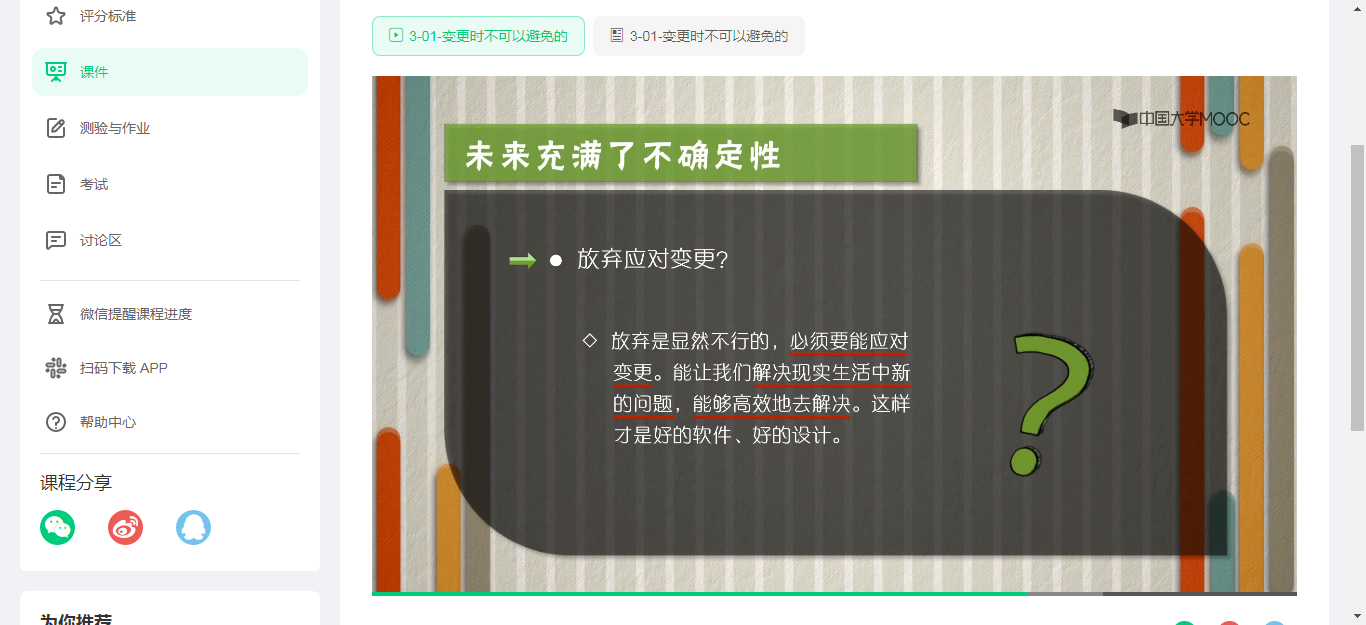 评分标准
课件
测验与作业
考试
讨论区
微信提醒课程进度
扫码下载 APP
帮助中心
课程分享
为你推荐
3-01-变更时不可以避免的
3-01-变更时不可以避免的
中国大学MOOC
未来充满了不确定性
放弃应对变更?
放弃是显然不行的，必须要能应对
变更。能让我们解决现实生活中新
的问题，能够高效地去解决。这样
才是好的软件、好的设计。
?